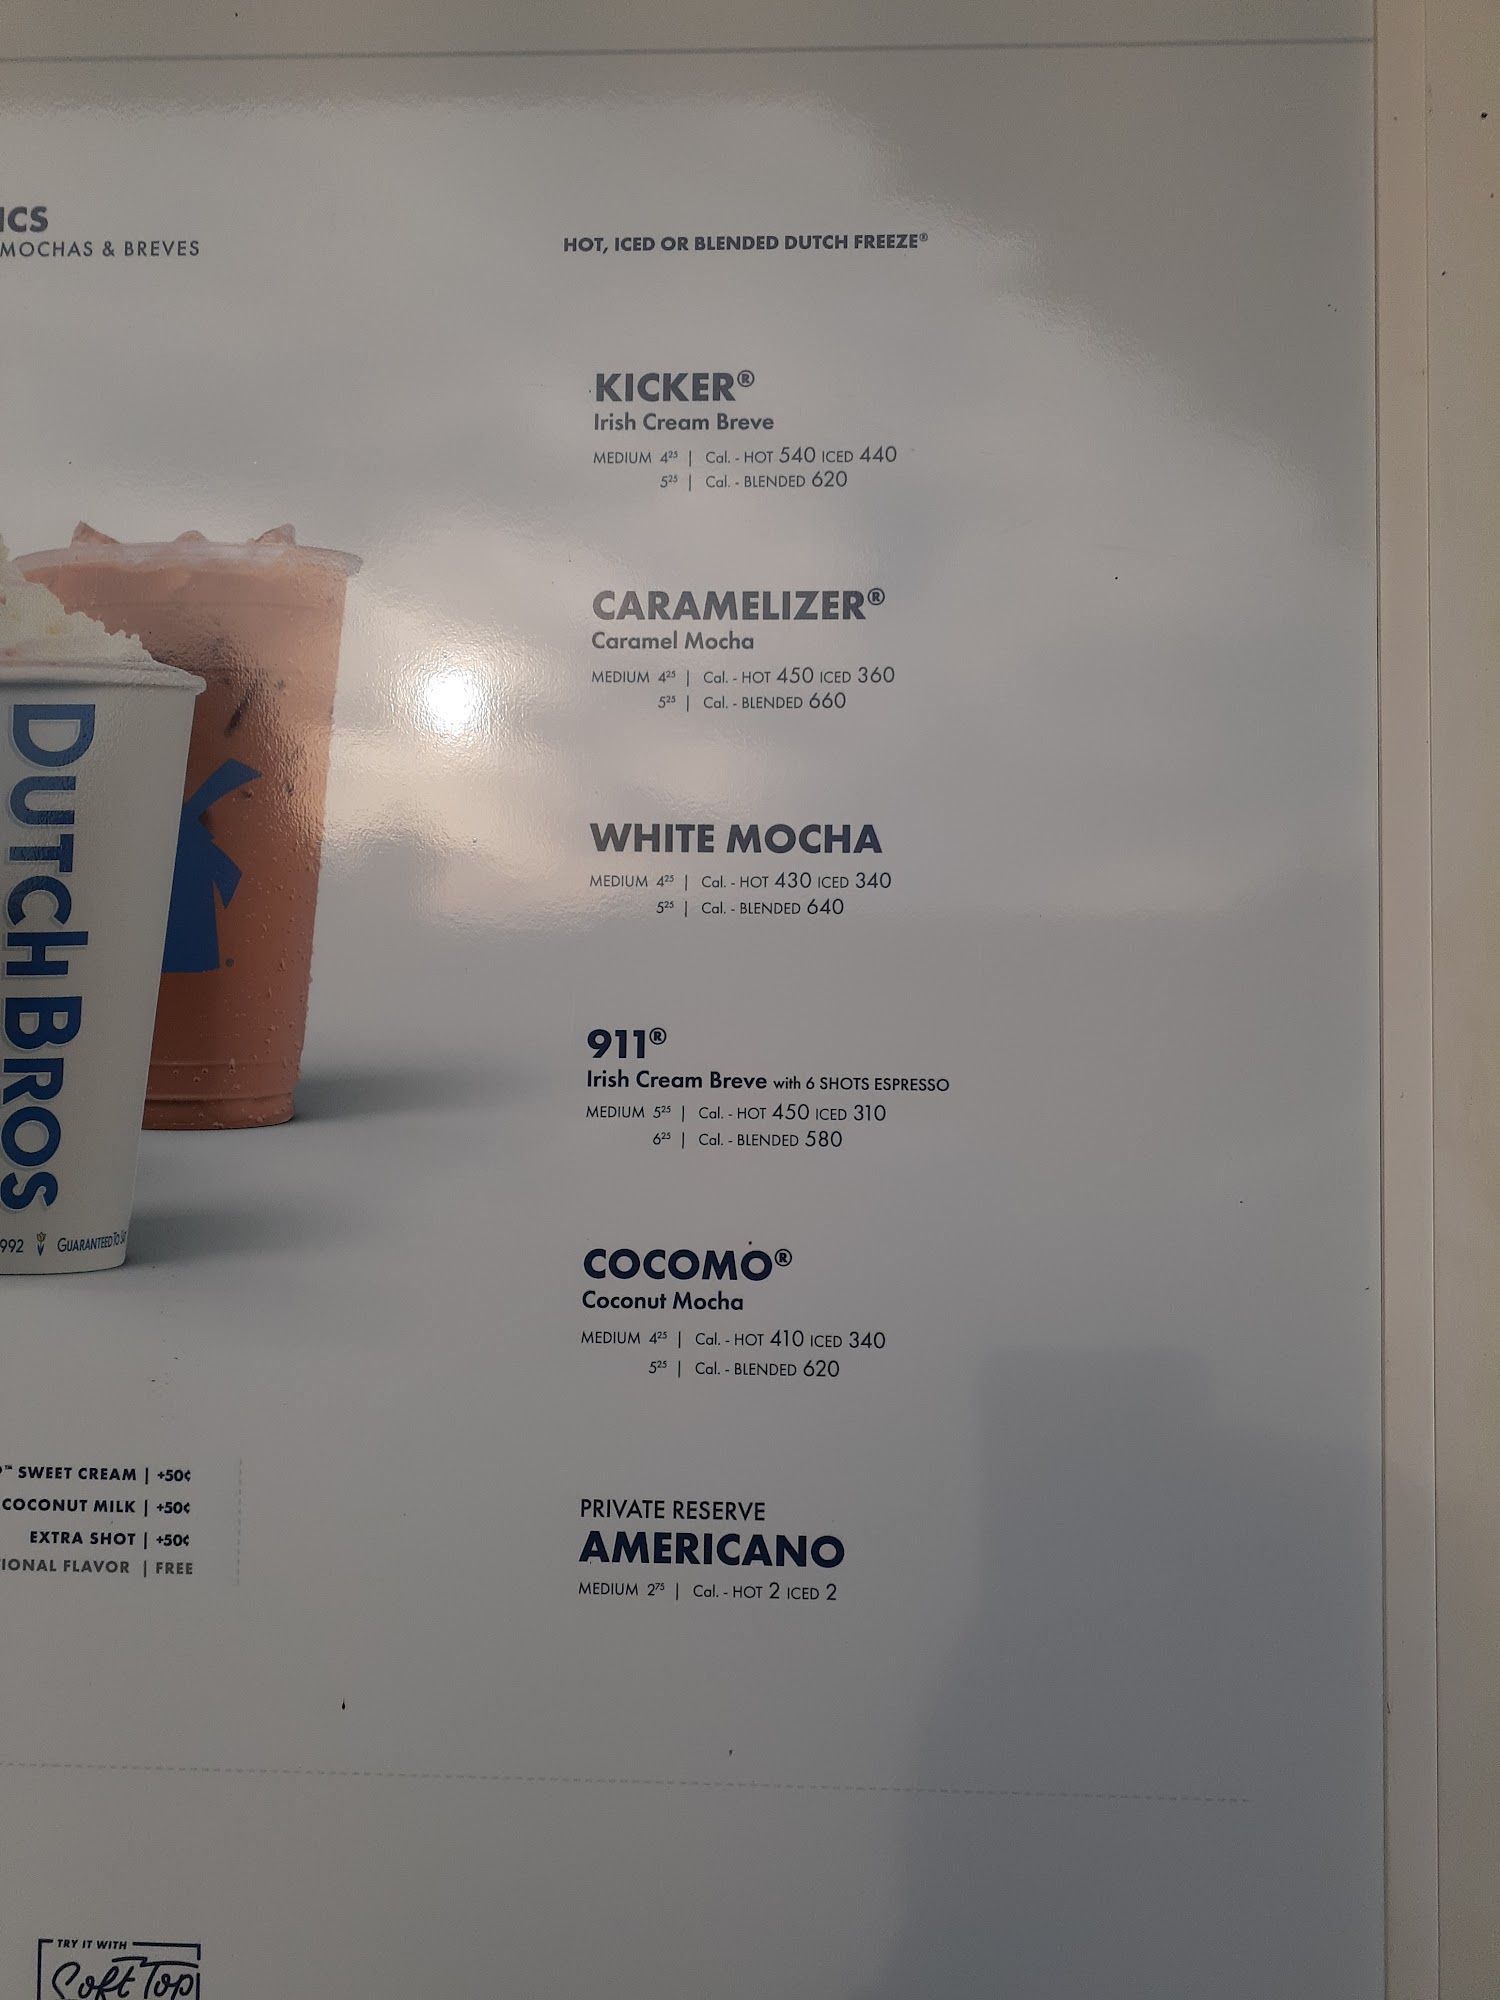 ICS
MOCHAS & BREVES
HOT, ICED OR BLENDED DUTCH FREEZE®
KICKER®
Irish Cream Breve
MEDIUM 4²⁵ | Cal. - HOT 540 ICED 440
5²⁵ | Cal. - BLENDED 620
CARAMELIZER®
Caramel Mocha
MEDIUM 4²⁵ | Cal. - HOT 450 ICED 360
5²⁵ | Cal. - BLENDED 660
WHITE MOCHA
MEDIUM 4²⁵ | Cal. - HOT 430 ICED 340
5²⁵ | Cal. - BLENDED 640
911®
Irish Cream Breve with 6 SHOTS ESPRESSO
MEDIUM 5²⁵ | Cal. - HOT 450 ICED 310
6²⁵ | Cal. - BLENDED 580
COCOMO®
Coconut Mocha
MEDIUM 4²⁵ | Cal. - HOT 410 ICED 340
5²⁵ | Cal. - BLENDED 620
PRIVATE RESERVE
AMERICANO
MEDIUM 2⁷⁵ | Cal. - HOT 2 ICED 2
DUTCH BROS
992 GUARANTEED TO
™ SWEET CREAM | +50¢
COCONUT MILK | +50¢
EXTRA SHOT | +50¢
IONAL FLAVOR | FREE
TRY IT WITH
Soft Top